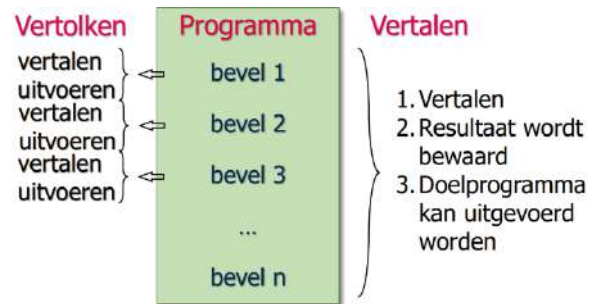 Vertolken
vertalen
uitvoeren
vertalen
uitvoeren
vertalen
uitvoeren
Programma
bevel 1
bevel 2
bevel 3
...
bevel n
Vertalen
1. Vertalen
2. Resultaat wordt
bewaard
3. Doelprogramma
kan uitgevoerd
worden